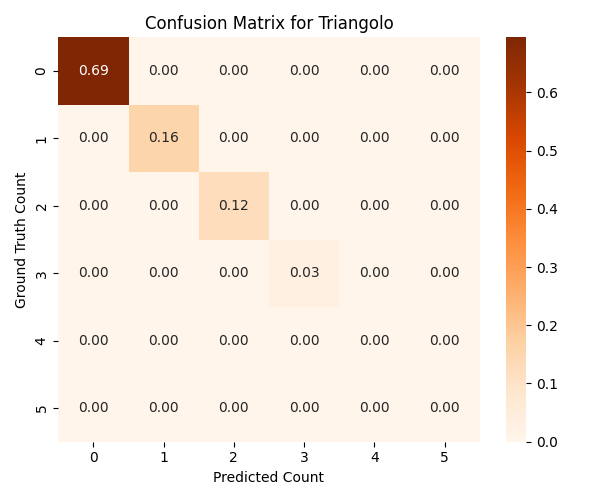 Confusion Matrix for Triangolo
0 0.69 0.00 0.00 0.00 0.00 0.00
1 0.00 0.16 0.00 0.00 0.00 0.00
2 0.00 0.00 0.12 0.00 0.00 0.00
3 0.00 0.00 0.00 0.03 0.00 0.00
4 0.00 0.00 0.00 0.00 0.00 0.00
5 0.00 0.00 0.00 0.00 0.00 0.00
0 1 2 3 4 5
Predicted Count
Ground Truth Count
0.6
0.5
0.4
0.3
0.2
0.1
0.0